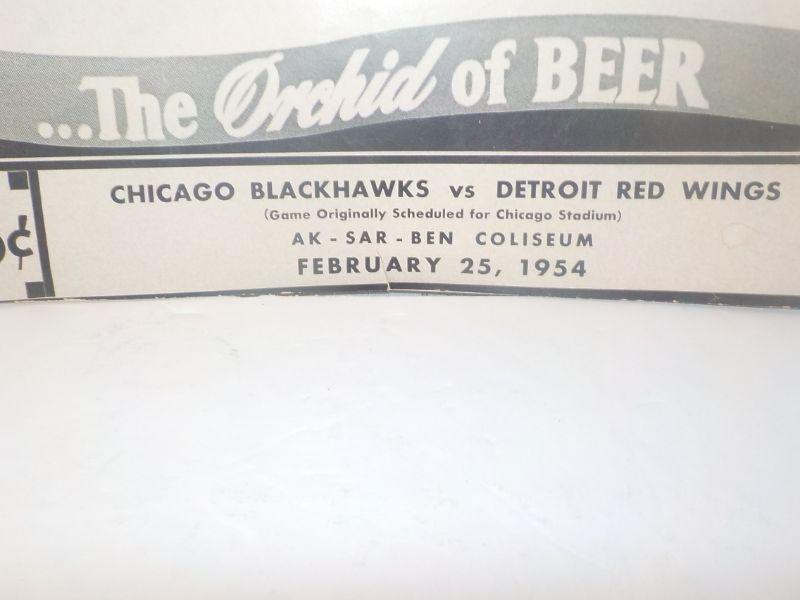 ...The Orchid of BEER
CHICAGO BLACKHAWKS vs DETROIT RED WINGS
(Game Originally Scheduled for Chicago Stadium)
¢
AK-SAR-BEN COLISEUM
FEBRUARY 25, 1954